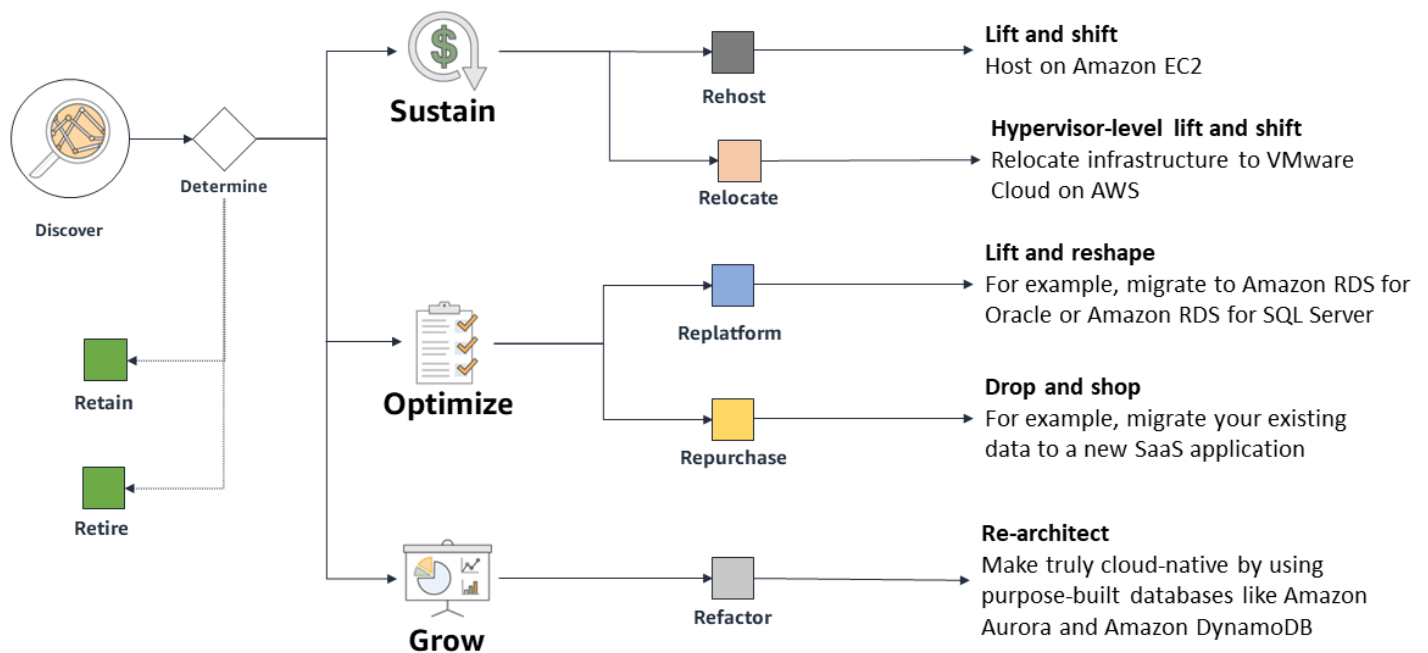 Discover
Determine
Retain
Retire
Sustain
Rehost
Lift and shift
Host on Amazon EC2
Relocate
Hypervisor-level lift and shift
Relocate infrastructure to VMware
Cloud on AWS
Optimize
Replatform
Lift and reshape
For example, migrate to Amazon RDS for
Oracle or Amazon RDS for SQL Server
Repurchase
Drop and shop
For example, migrate your existing
data to a new SaaS application
Grow
Refactor
Re-architect
Make truly cloud-native by using
purpose-built databases like Amazon
Aurora and Amazon DynamoDB